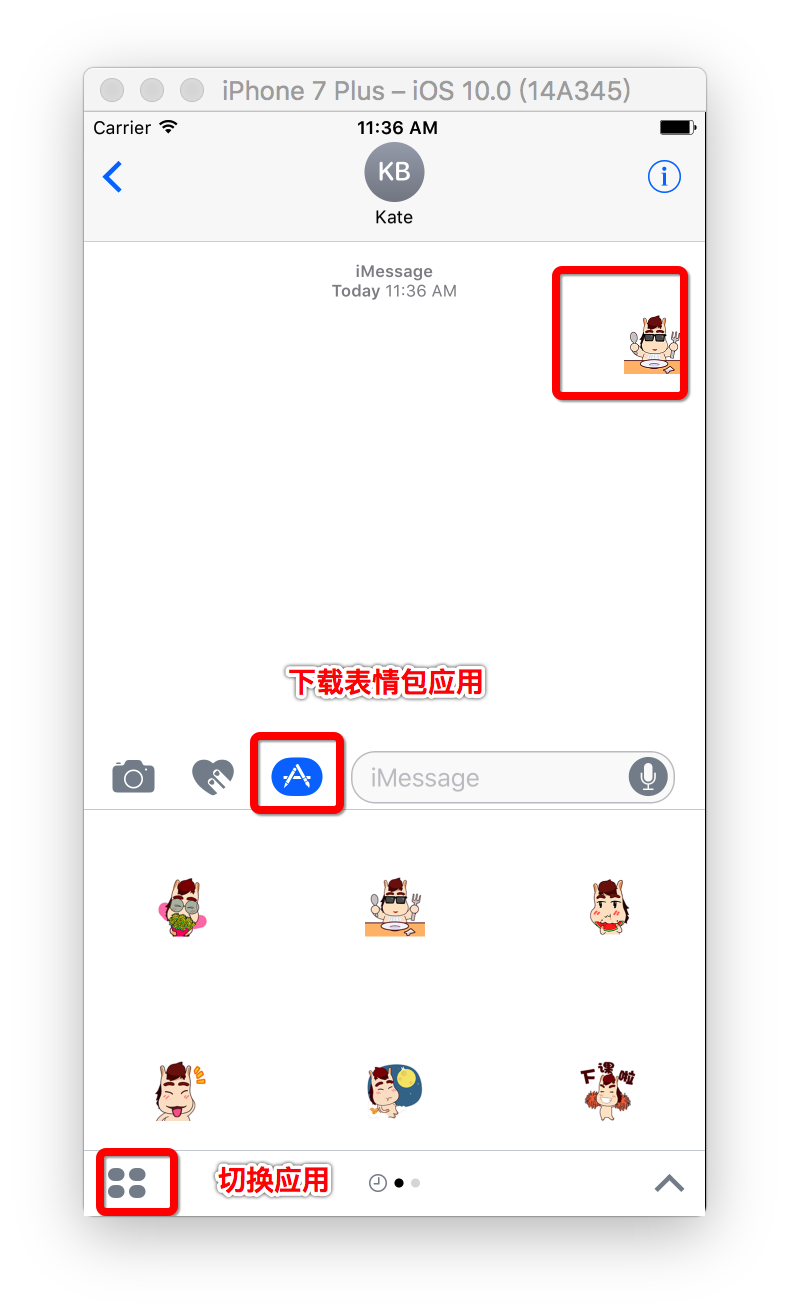 iPhone 7 Plus – iOS 10.0 (14A345)
Carrier
11:36 AM
KB
Kate
iMessage
Today 11:36 AM
下载表情包应用
iMessage
下课啦
切换应用